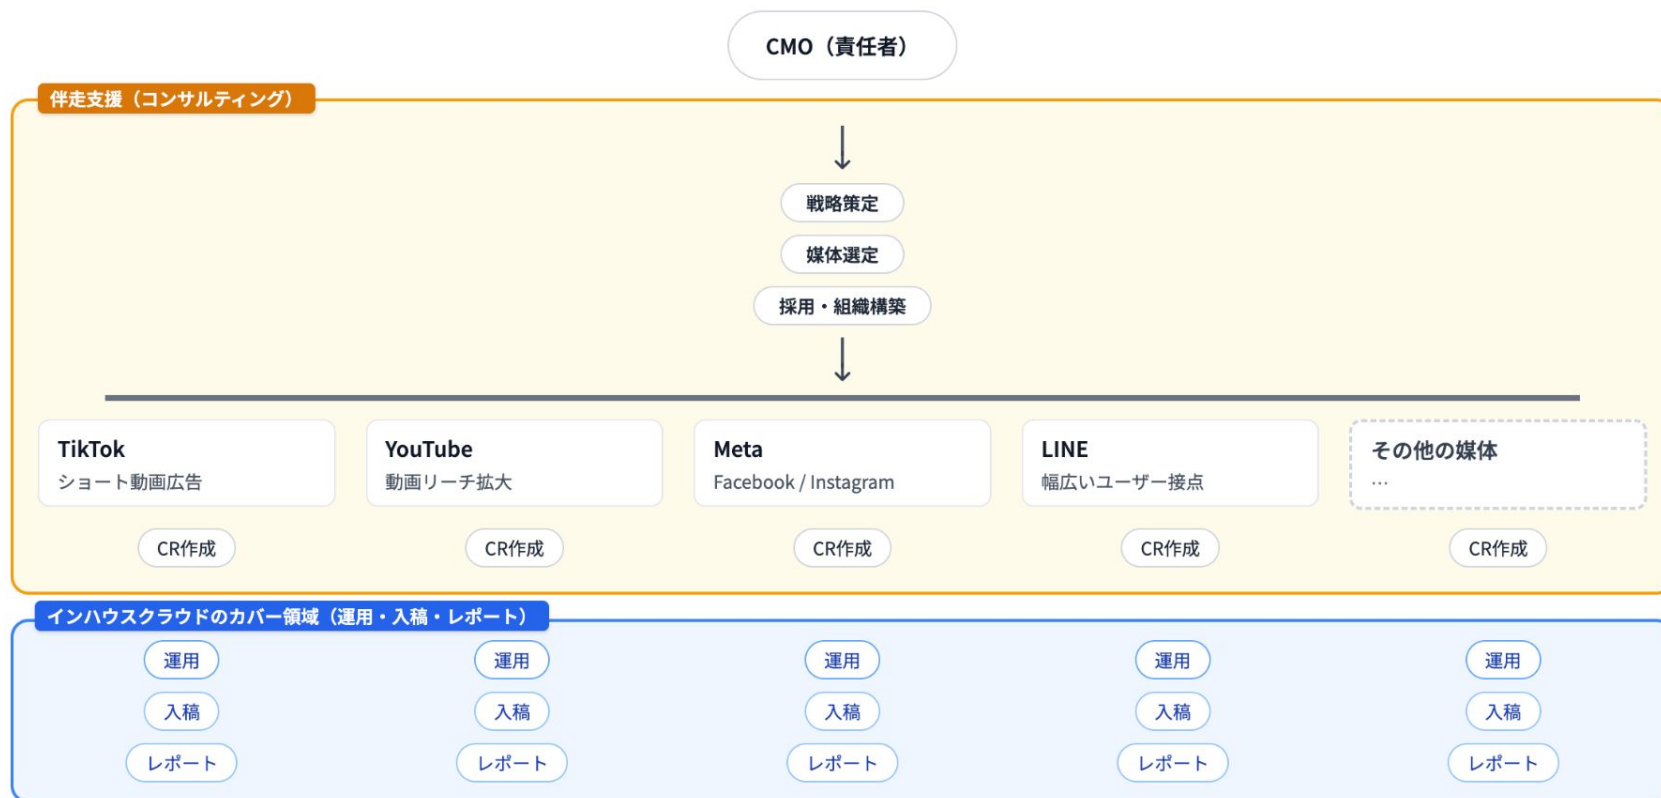 CMO（責任者）
伴走支援（コンサルティング）
戦略策定
媒体選定
採用・組織構築
TikTok
ショート動画広告
YouTube
動画リーチ拡大
Meta
Facebook / Instagram
LINE
幅広いユーザー接点
その他の媒体
…
CR作成
CR作成
CR作成
CR作成
CR作成
インハウスクラウドのカバー領域（運用・入稿・レポート）
運用
運用
運用
運用
運用
入稿
入稿
入稿
入稿
入稿
レポート
レポート
レポート
レポート
レポート